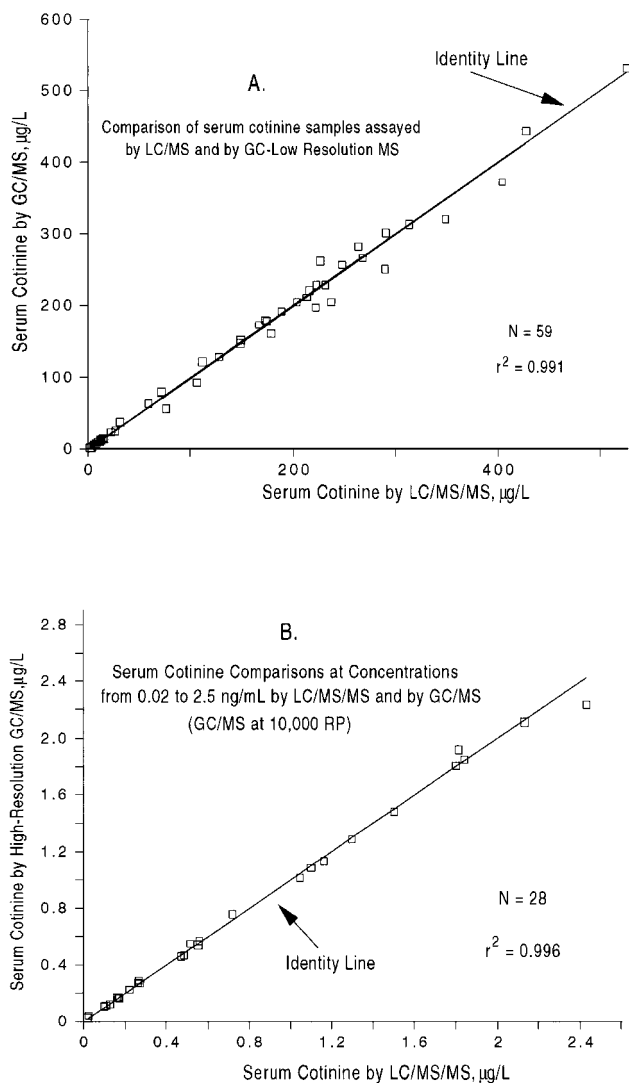 600
500
400
300
200
100
0
Serum Cotinine by GC/MS, µg/L
A.
Identity Line
Comparison of serum cotinine samples assayed
by LC/MS and by GC-Low Resolution MS
N = 59
r² = 0.991
0
200
400
Serum Cotinine by LC/MS/MS, µg/L
2.8
2.4
2.0
1.6
1.2
0.8
0.4
0
Serum Cotinine by High-Resolution GC/MS,µg/L
B.
Serum Cotinine Comparisons at Concentrations
from 0.02 to 2.5 ng/mL by LC/MS/MS and by GC/MS
(GC/MS at 10,000 RP)
N = 28
r² = 0.996
Identity Line
0
0.4
0.8
1.2
1.6
2.0
2.4
Serum Cotinine by LC/MS/MS, µg/L